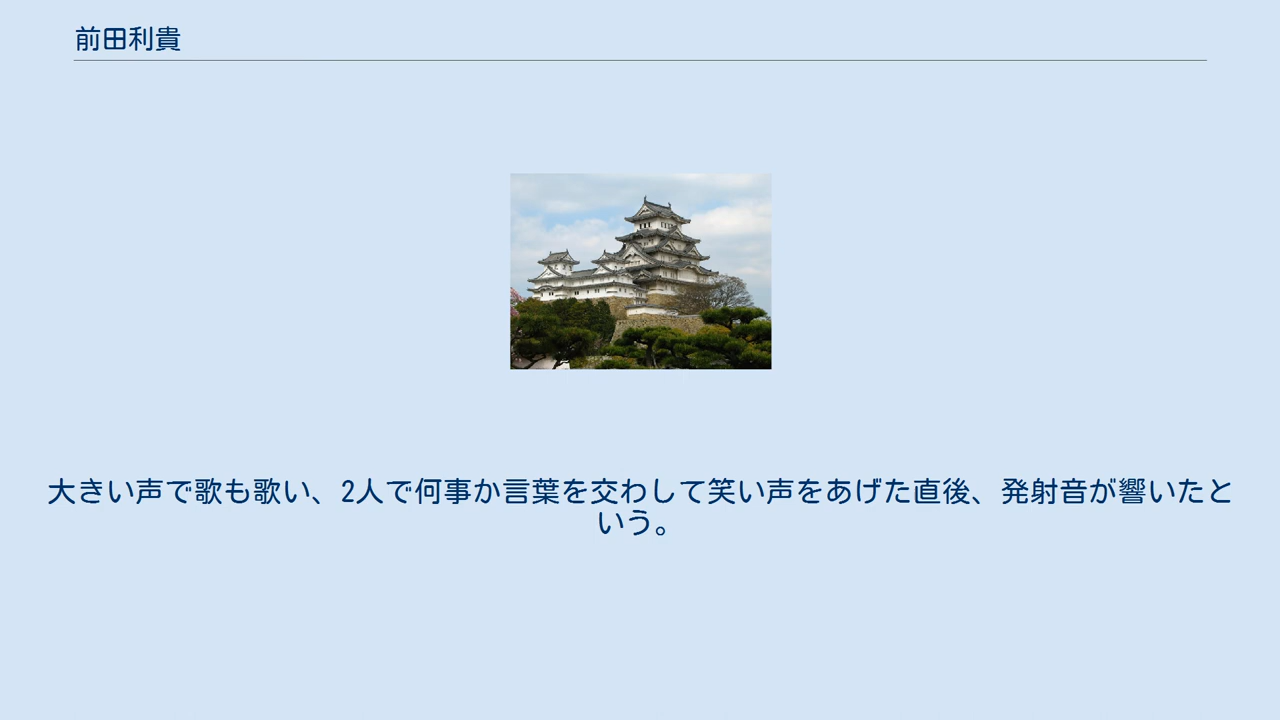 前田利貴
大きい声で歌も歌い、2人で何事か言葉を交わして笑い声をあげた直後、発射音が響いたと
いう。